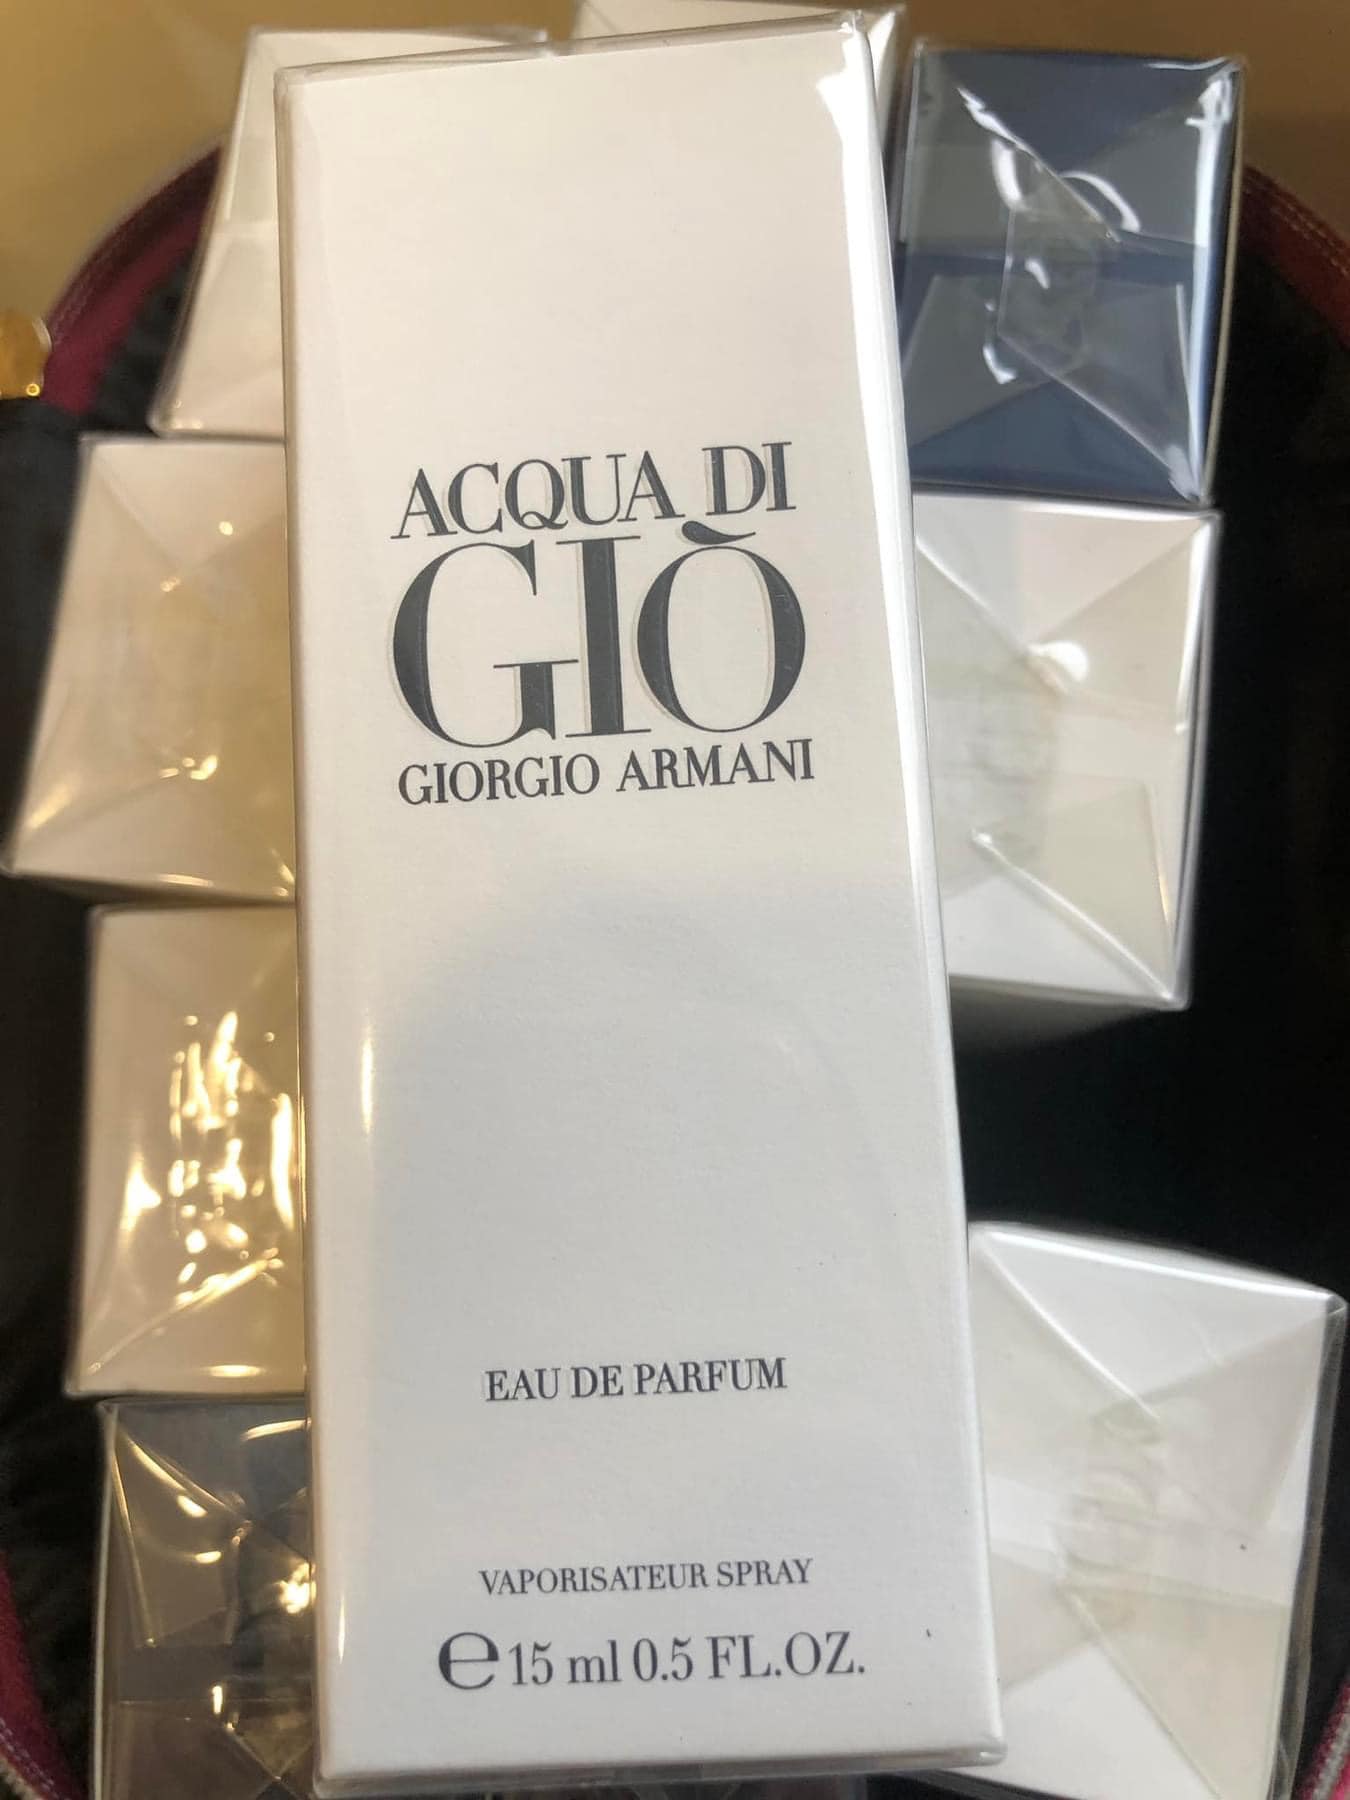 ACQUA DI
GIÒ
GIORGIO ARMANI
EAU DE PARFUM
VAPORISATEUR SPRAY
℮ 15 ml 0.5 FL.OZ.